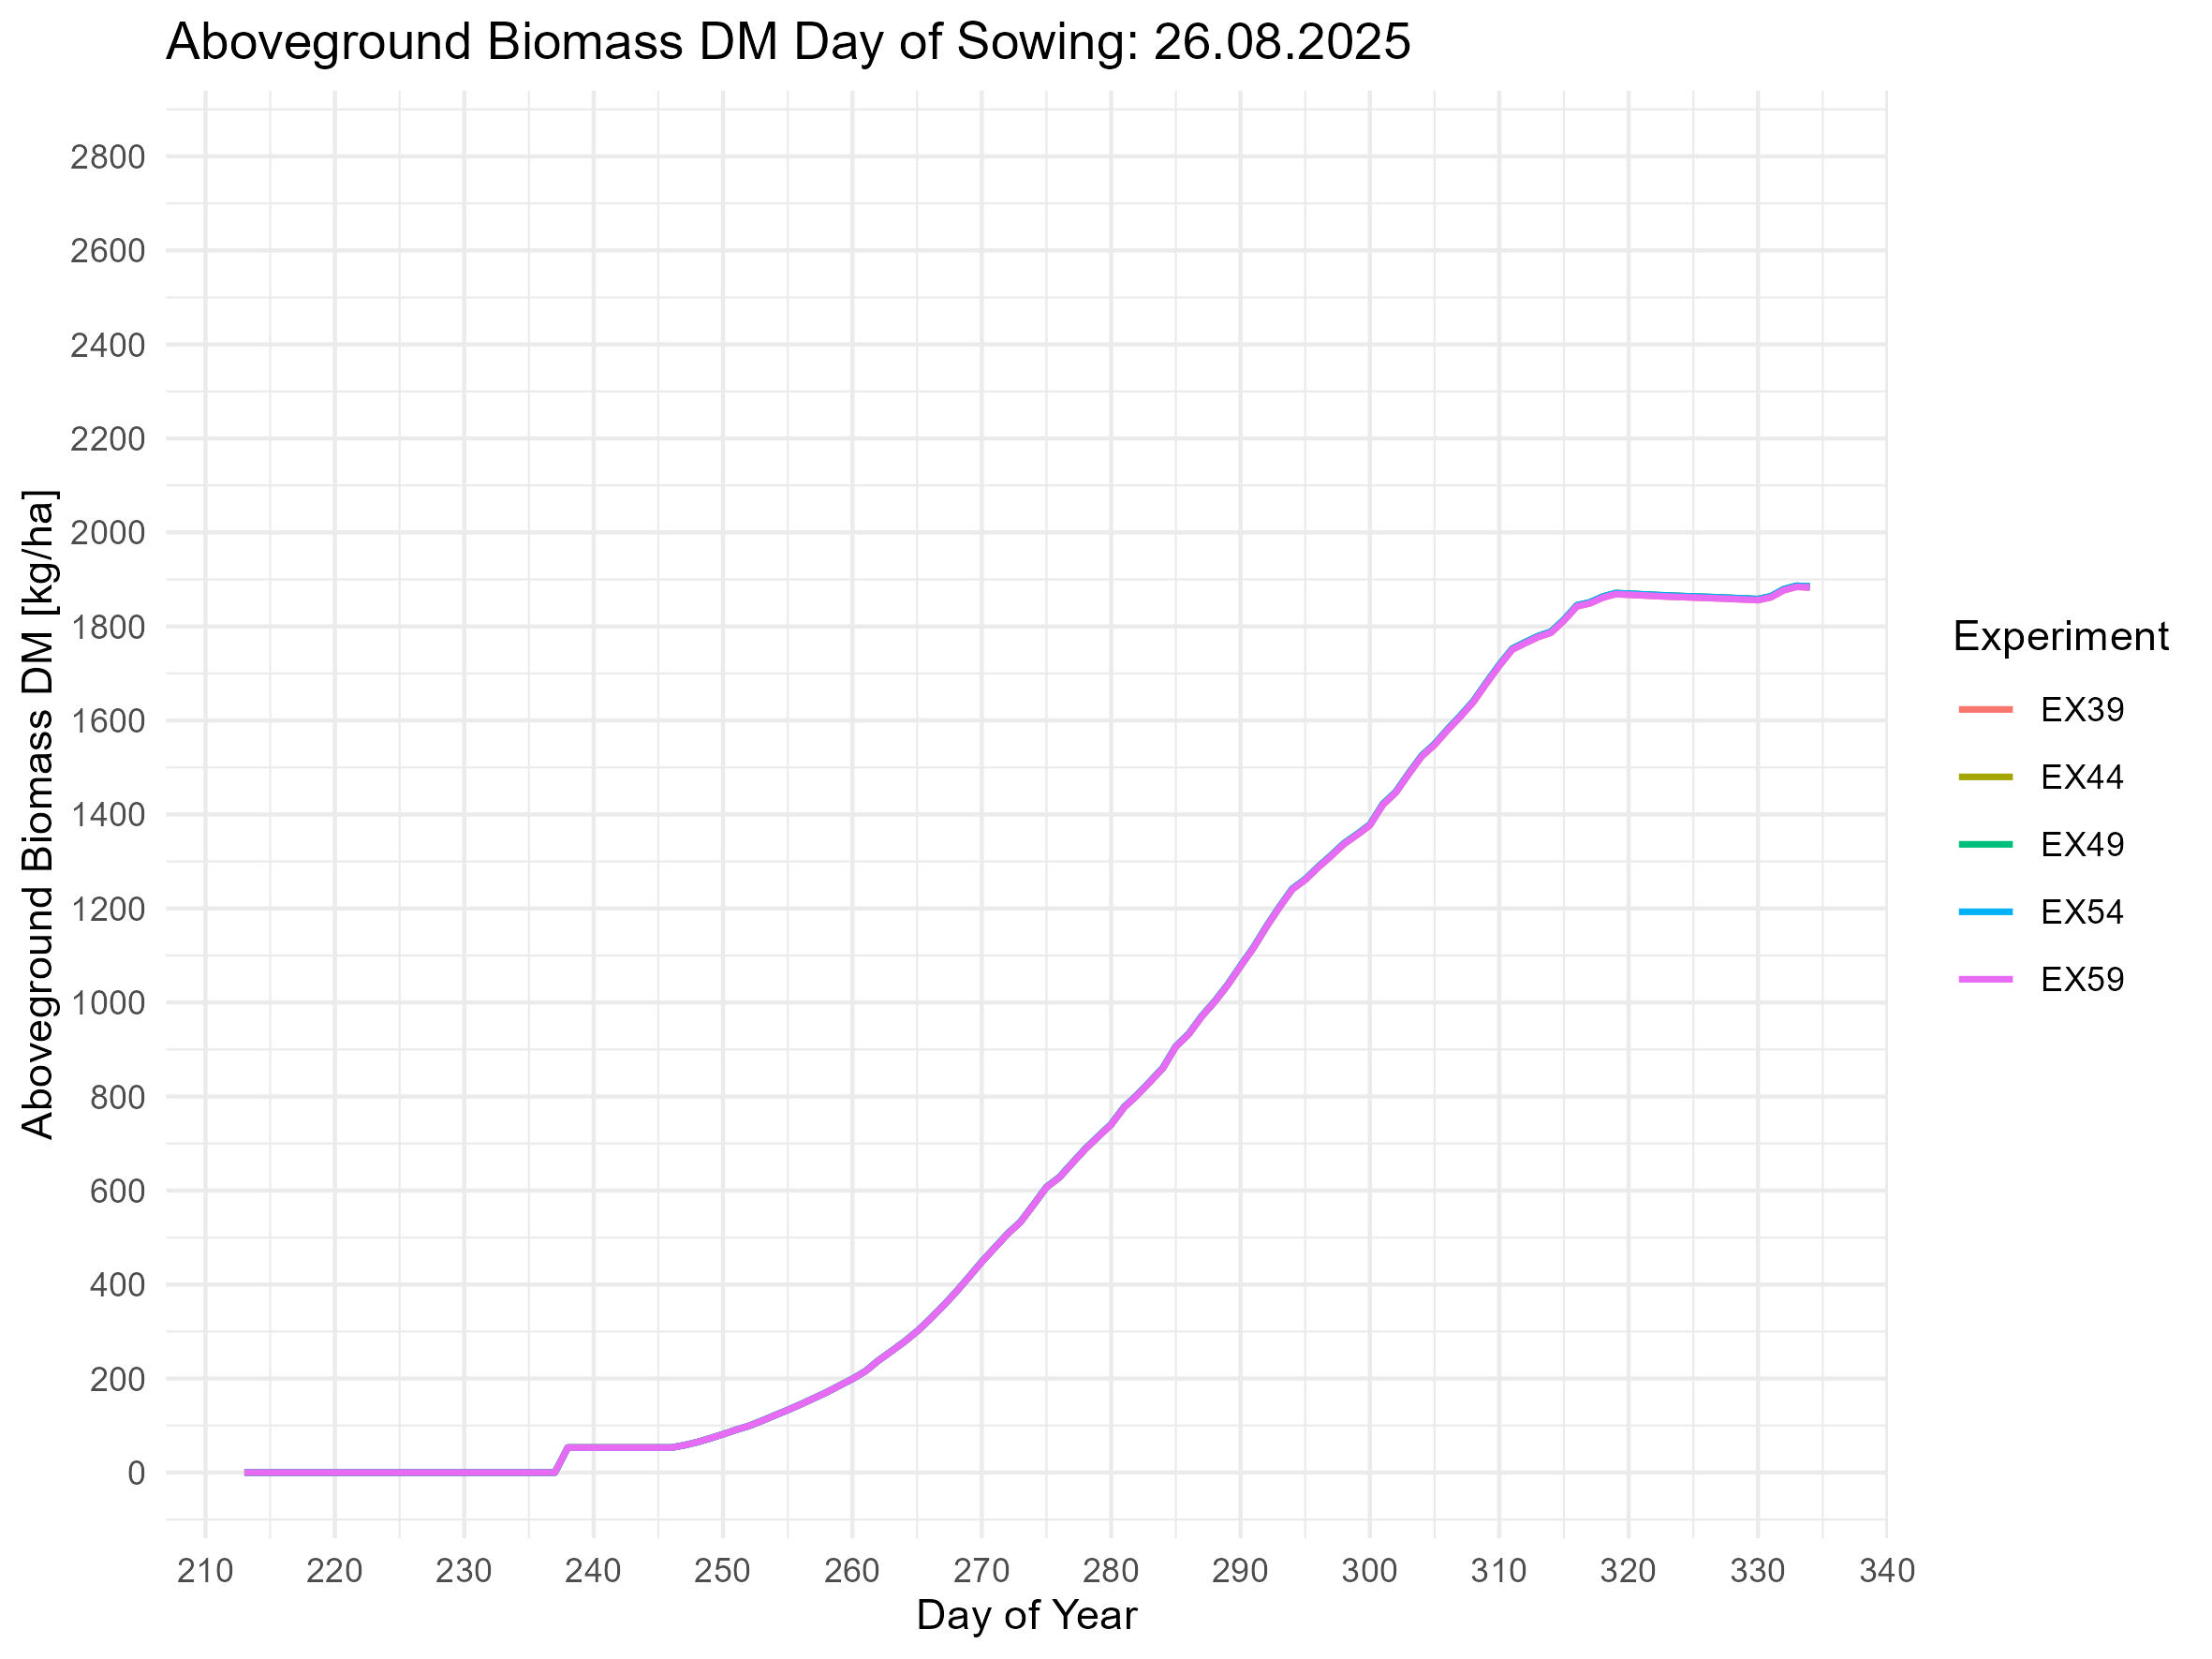 Aboveground Biomass DM Day of Sowing: 26.08.2025
Aboveground Biomass DM [kg/ha]
2800
2600
2400
2200
2000
1800
1600
1400
1200
1000
800
600
400
200
0
210 220 230 240 250 260 270 280 290 300 310 320 330 340
Day of Year
Experiment
EX39
EX44
EX49
EX54
EX59